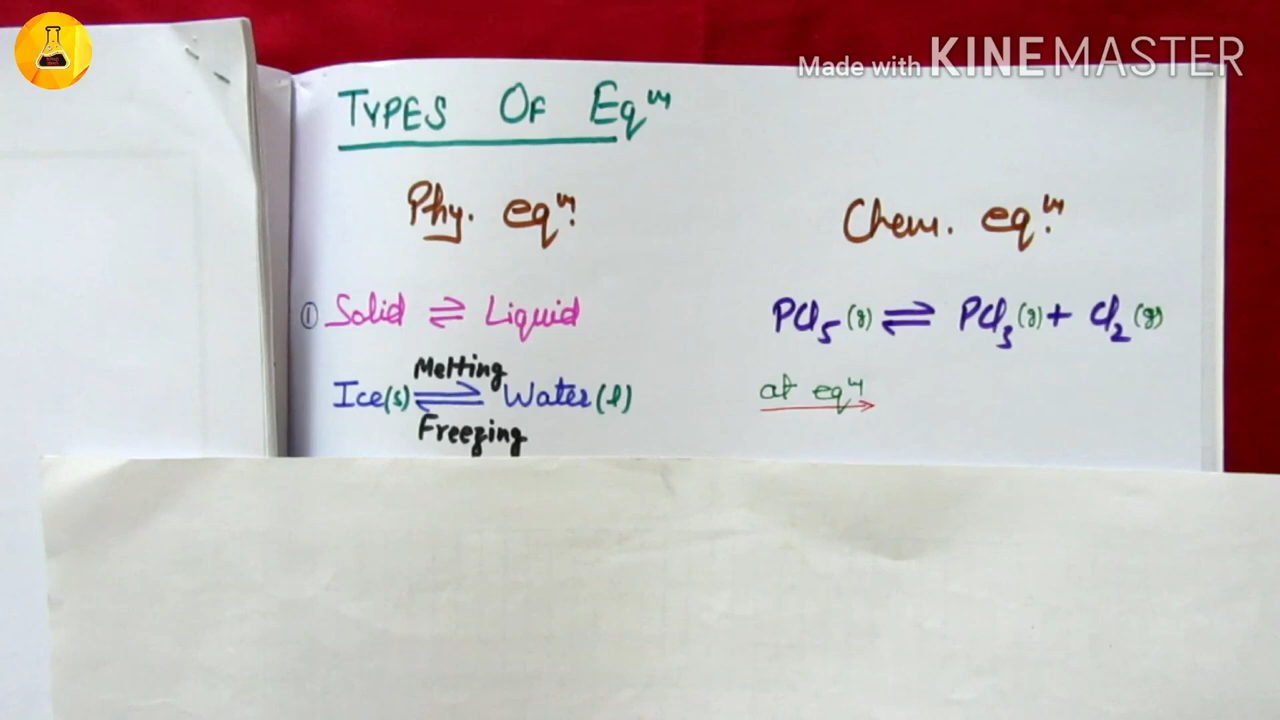 Made with KINEMASTER
TYPES OF Eqᵐ
Phy. eqᵐ.
① Solid ⇌ Liquid
Melting
Ice(s) ⇌ Water(l)
Freezing
Chem. eqᵐ.
PCl₅(g) ⇌ PCl₃(g) + Cl₂(g)
at eqᵐ